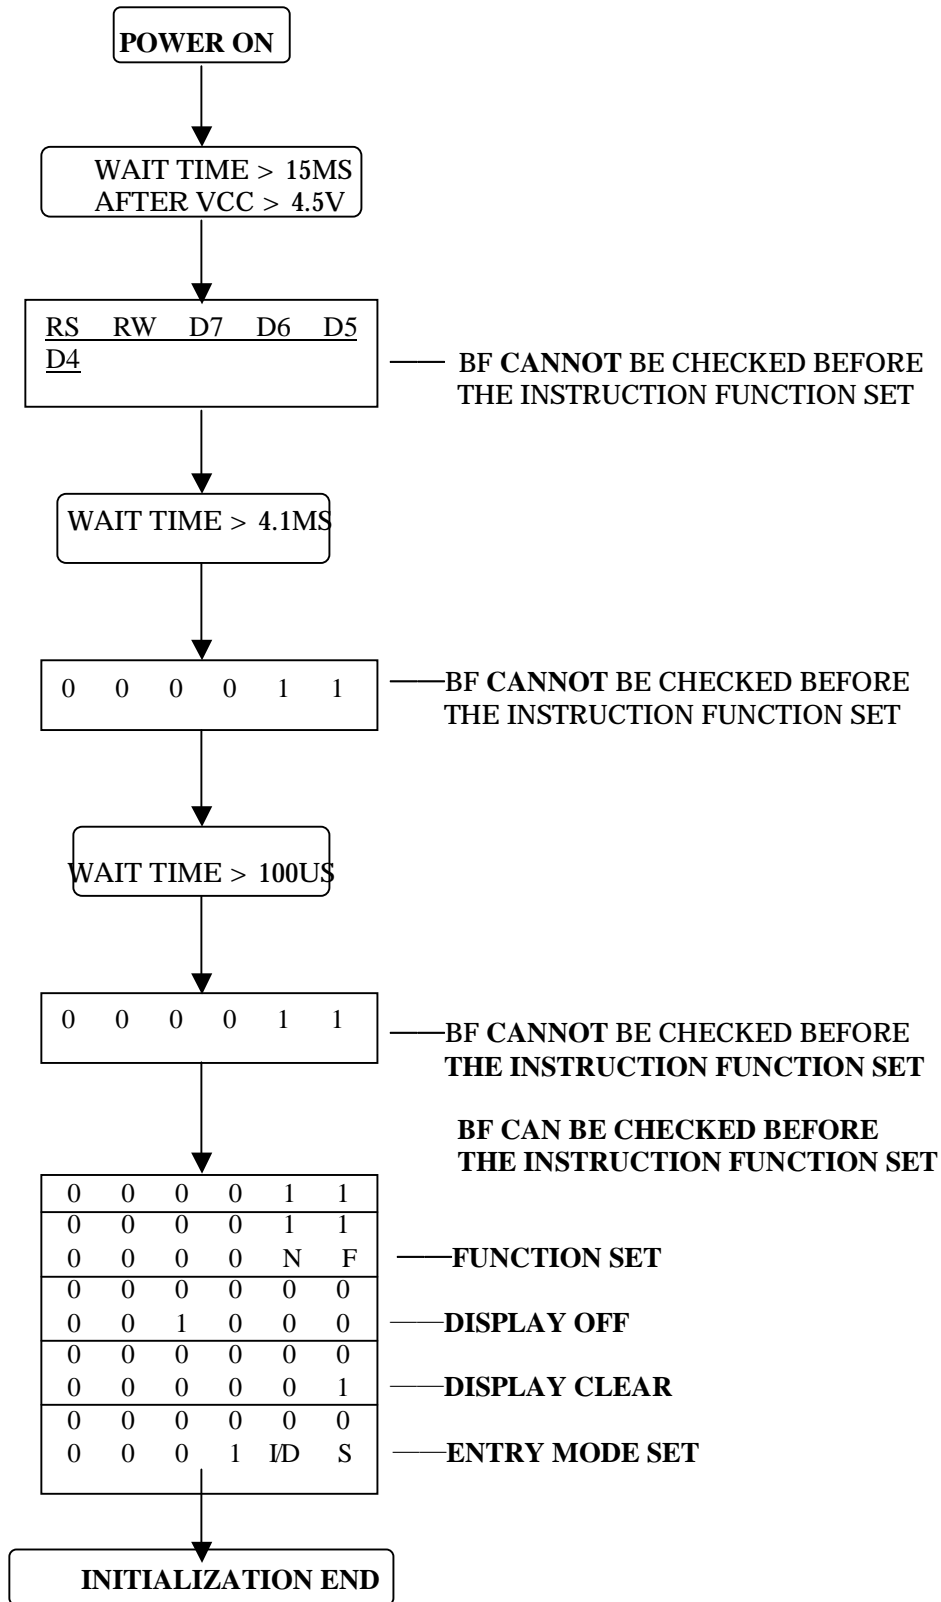 POWER ON
WAIT TIME > 15MS
AFTER VCC > 4.5V
RS RW D7 D6 D5
D4
BF CANNOT BE CHECKED BEFORE
THE INSTRUCTION FUNCTION SET
WAIT TIME > 4.1MS
0 0 0 0 1 1
BF CANNOT BE CHECKED BEFORE
THE INSTRUCTION FUNCTION SET
WAIT TIME > 100US
0 0 0 0 1 1
BF CANNOT BE CHECKED BEFORE
THE INSTRUCTION FUNCTION SET
BF CAN BE CHECKED BEFORE
THE INSTRUCTION FUNCTION SET
0 0 0 0 1 1
0 0 0 0 1 1
0 0 0 0 N F
FUNCTION SET
0 0 0 0 0 0
0 0 1 0 0 0
DISPLAY OFF
0 0 0 0 0 0
0 0 0 0 0 1
DISPLAY CLEAR
0 0 0 0 0 0
0 0 0 1 I/D S
ENTRY MODE SET
INITIALIZATION END